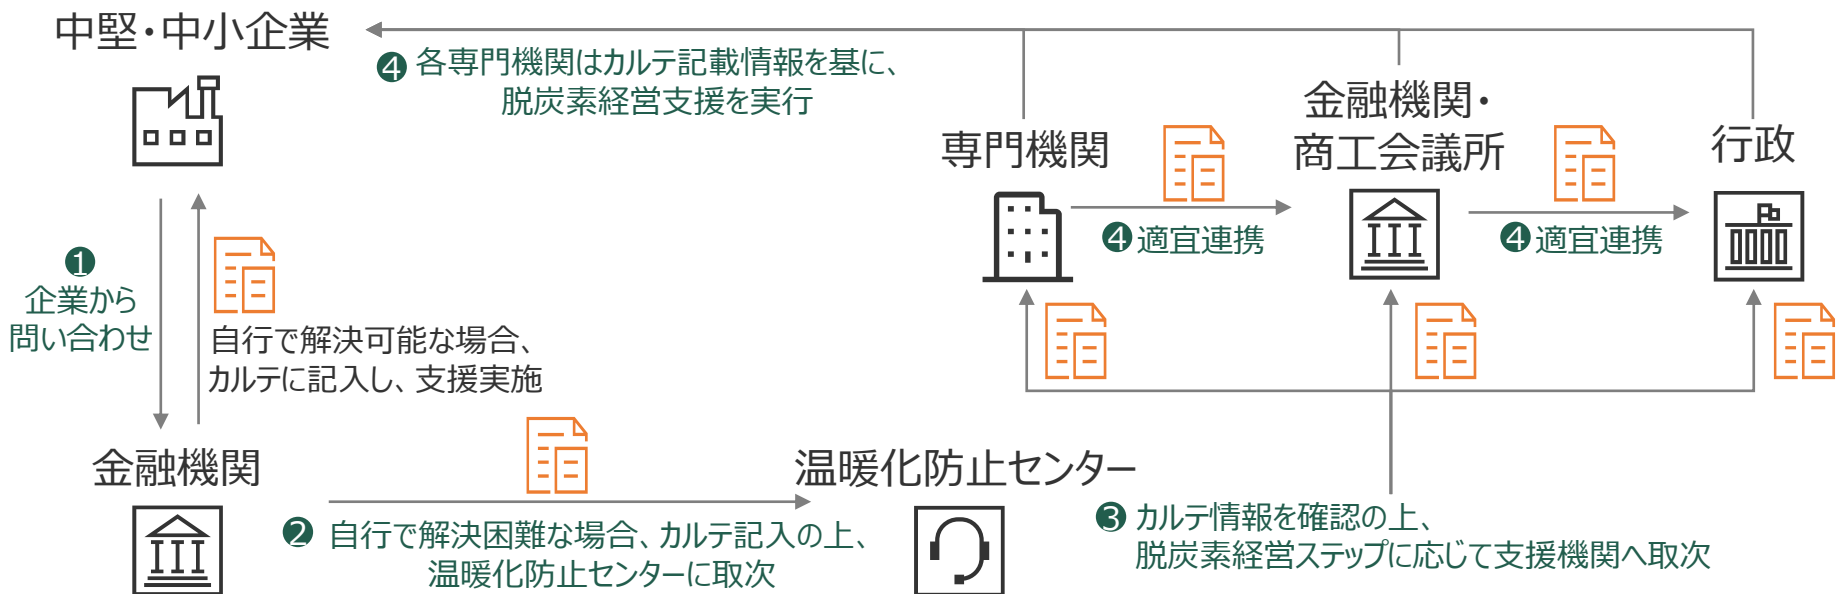 中堅・中小企業
❹ 各専門機関はカルテ記載情報を基に、
脱炭素経営支援を実行
専門機関
金融機関・
商工会議所
行政
❹ 適宜連携
❹ 適宜連携
❶
企業から
問い合わせ
自行で解決可能な場合、
カルテに記入し、支援実施
金融機関
❷ 自行で解決困難な場合、カルテ記入の上、
温暖化防止センターに取次
温暖化防止センター
❸ カルテ情報を確認の上、
脱炭素経営ステップに応じて支援機関へ取次